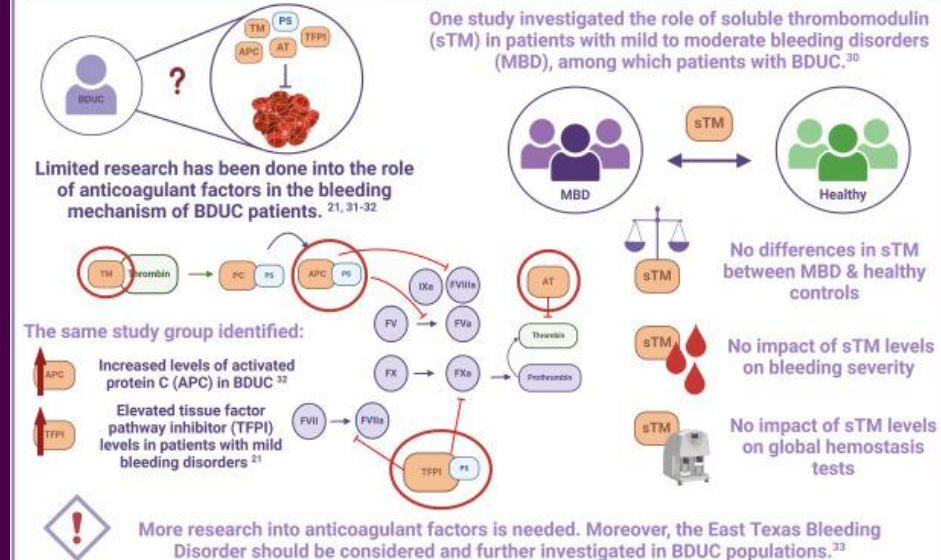 TM
PS
TFPI
APC
AT
BDUC
?
Limited research has been done into the role
of anticoagulant factors in the bleeding
mechanism of BDUC patients. 21, 31-32
One study investigated the role of soluble thrombomodulin
(sTM) in patients with mild to moderate bleeding disorders
(MBD), among which patients with BDUC.30
sTM
MBD
Healthy
TM
Thrombin
PC
PS
APC
PS
IXa
FVIIIa
AT
FV
FVa
Thrombin
FX
FXa
Prothrombin
FVII
FVIIa
TFPI
PS
The same study group identified:
APC
Increased levels of activated
protein C (APC) in BDUC 32
TFPI
Elevated tissue factor
pathway inhibitor (TFPI)
levels in patients with mild
bleeding disorders 21
sTM
No differences in sTM
between MBD & healthy
controls
sTM
No impact of sTM levels
on bleeding severity
sTM
No impact of sTM levels
on global hemostasis
tests
!
More research into anticoagulant factors is needed. Moreover, the East Texas Bleeding
Disorder should be considered and further investigated in BDUC populations.33